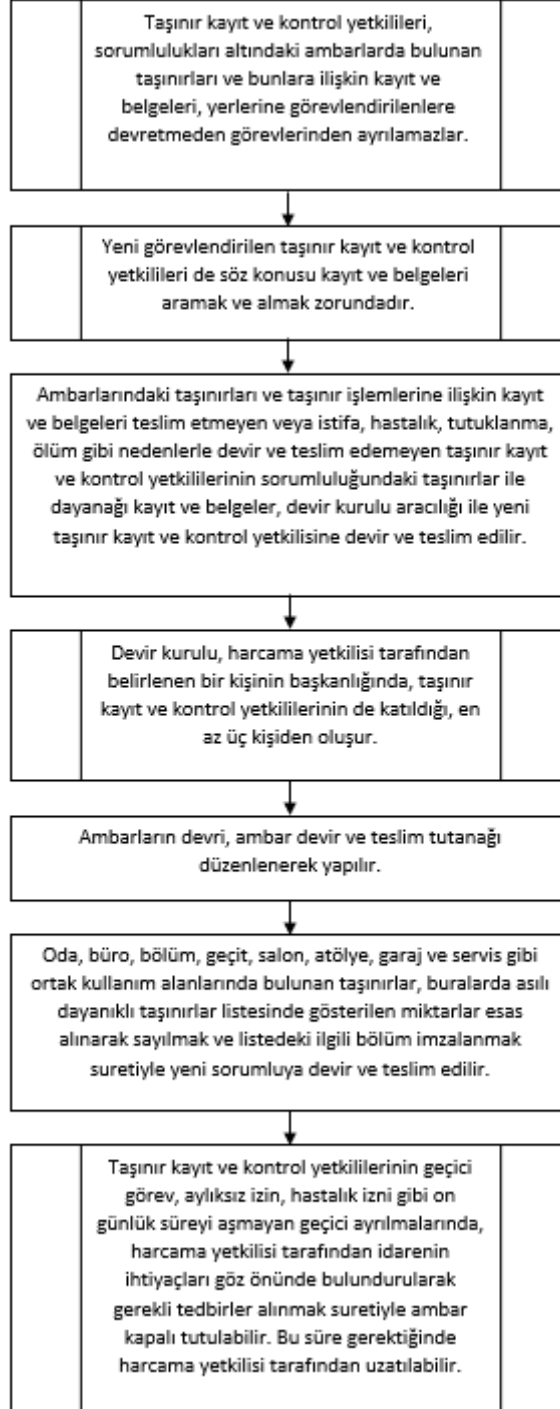 Taşınır kayıt ve kontrol yetkilileri,
sorumlulukları altındaki ambarlarda bulunan
taşınırları ve bunlara ilişkin kayıt ve
belgeleri, yerlerine görevlendirilenlere
devretmeden görevlerinden ayrılamazlar.
Yeni görevlendirilen taşınır kayıt ve kontrol
yetkilileri de söz konusu kayıt ve belgeleri
aramak ve almak zorundadır.
Ambarlarındaki taşınırları ve taşınır işlemlerine ilişkin kayıt
ve belgeleri teslim etmeyen veya istifa, hastalık, tutuklanma,
ölüm gibi nedenlerle devir ve teslim edemeyen taşınır kayıt
ve kontrol yetkililerinin sorumluluğundaki taşınırlar ile
dayanağı kayıt ve belgeler, devir kurulu aracılığı ile yeni
taşınır kayıt ve kontrol yetkilisine devir ve teslim edilir.
Devir kurulu, harcama yetkilisi tarafından
belirlenen bir kişinin başkanlığında, taşınır
kayıt ve kontrol yetkililerinin de katıldığı, en
az üç kişiden oluşur.
Ambarların devri, ambar devir ve teslim tutanağı
düzenlenerek yapılır.
Oda, büro, bölüm, geçit, salon, atölye, garaj ve servis gibi
ortak kullanım alanlarında bulunan taşınırlar, buralarda asılı
dayanıklı taşınırlar listesinde gösterilen miktarlar esas
alınarak sayılmak ve listedeki ilgili bölüm imzalanmak
suretiyle yeni sorumluya devir ve teslim edilir.
Taşınır kayıt ve kontrol yetkililerinin geçici
görev, aylıksız izin, hastalık izni gibi on
günlük süreyi aşmayan geçici ayrılmalarında,
harcama yetkilisi tarafından idarenin
ihtiyaçları göz önünde bulundurularak
gerekli tedbirler alınmak suretiyle ambar
kapalı tutulabilir. Bu süre gerektiğinde
harcama yetkilisi tarafından uzatılabilir.